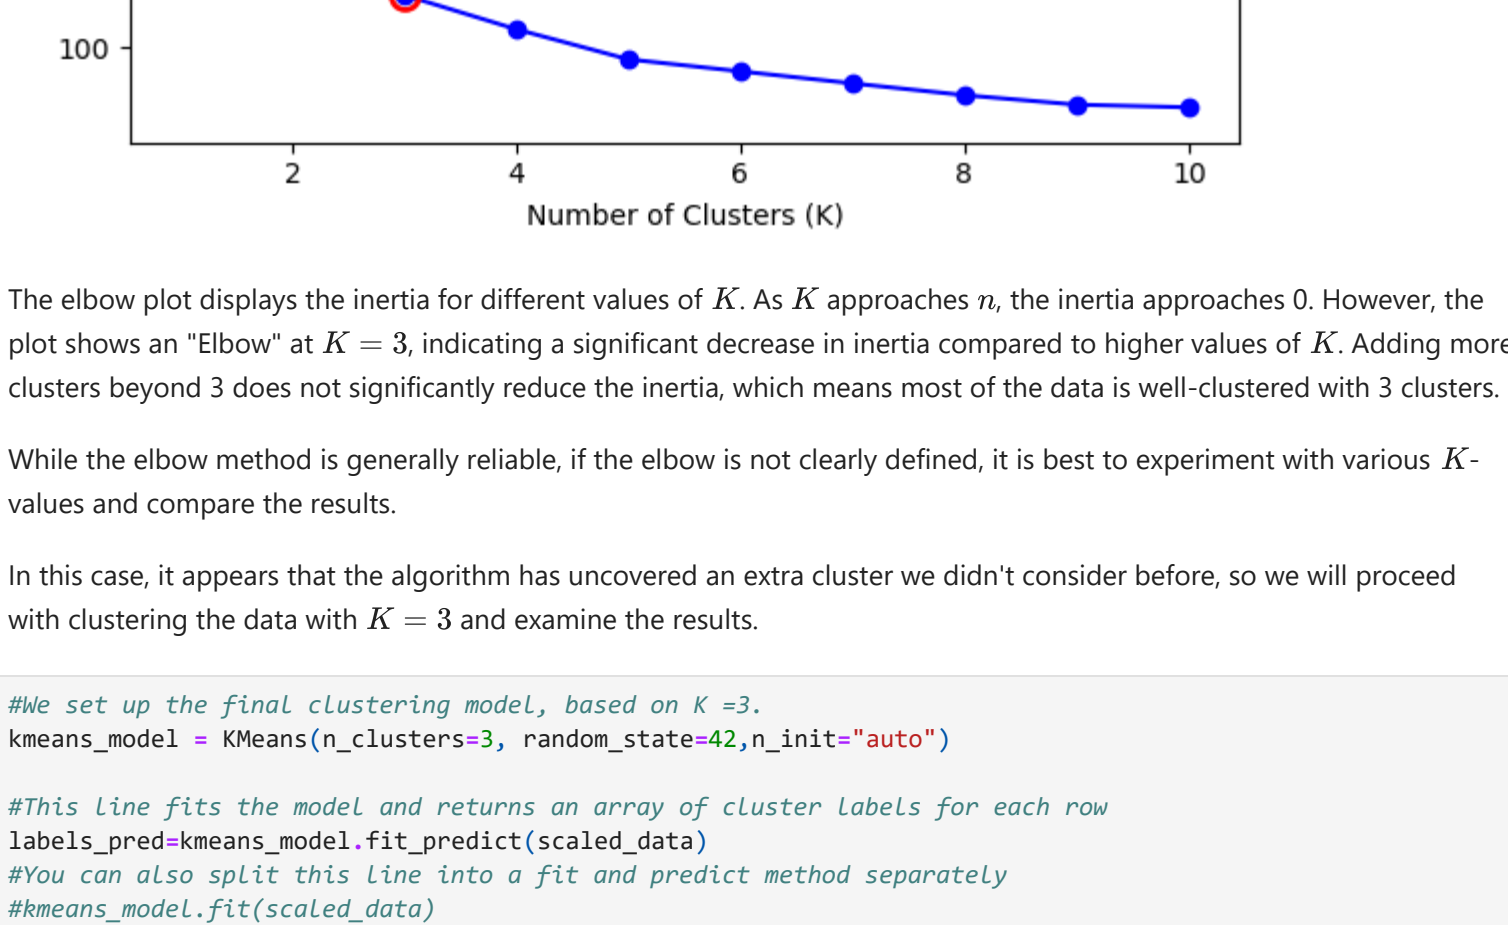 100
2 4 6 8 10
Number of Clusters (K)
The elbow plot displays the inertia for different values of K. As K approaches n, the inertia approaches 0. However, the
plot shows an "Elbow" at K = 3, indicating a significant decrease in inertia compared to higher values of K. Adding more
clusters beyond 3 does not significantly reduce the inertia, which means most of the data is well-clustered with 3 clusters.
While the elbow method is generally reliable, if the elbow is not clearly defined, it is best to experiment with various K-
values and compare the results.
In this case, it appears that the algorithm has uncovered an extra cluster we didn't consider before, so we will proceed
with clustering the data with K = 3 and examine the results.
#We set up the final clustering model, based on K =3.
kmeans_model = KMeans(n_clusters=3, random_state=42,n_init="auto")
#This line fits the model and returns an array of cluster labels for each row
labels_pred=kmeans_model.fit_predict(scaled_data)
#You can also split this line into a fit and predict method separately
#kmeans_model.fit(scaled_data)